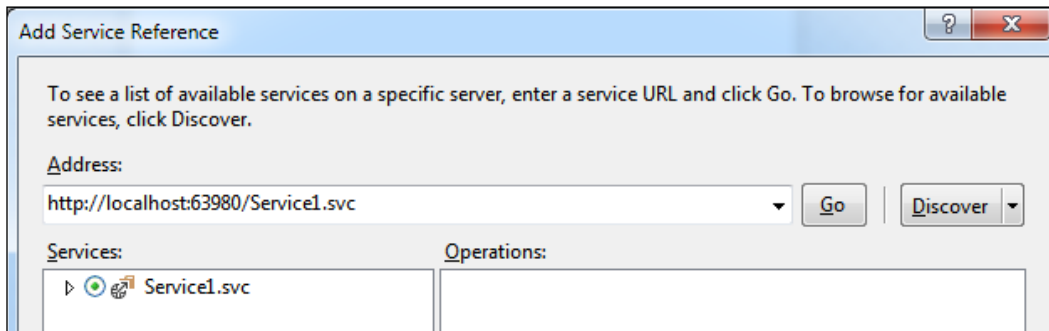 Add Service Reference
To see a list of available services on a specific server, enter a service URL and click Go. To browse for available
services, click Discover.
Address:
http://localhost:63980/Service1.svc Go Discover
Services: Operations:
Service1.svc